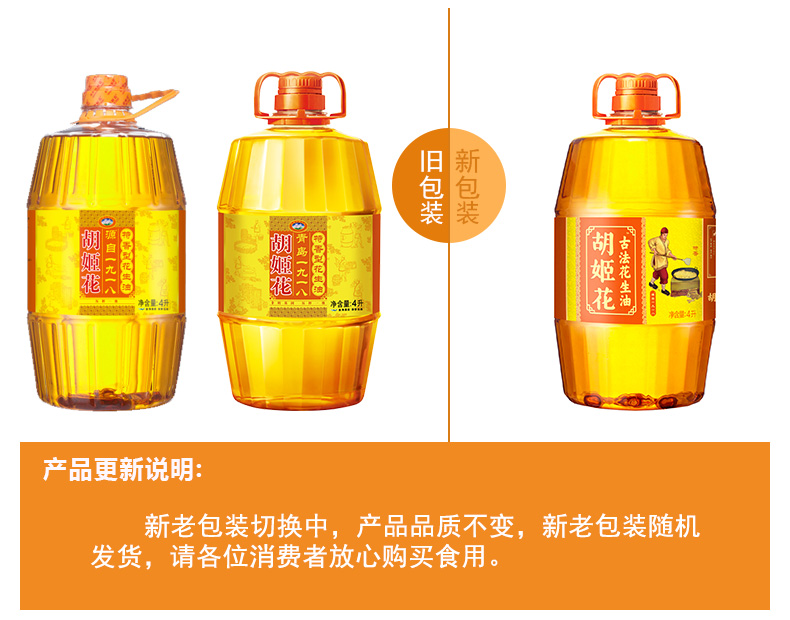 胡姬花
源自一九一八
特香型花生油
净含量:4升
胡姬花
青岛一九一八
特香型花生油
净含量:4升
旧包装
新包装
胡姬花
古法花生油
净含量:4升
胡
产品更新说明:
新老包装切换中，产品品质不变，新老包装随机
发货，请各位消费者放心购买食用。